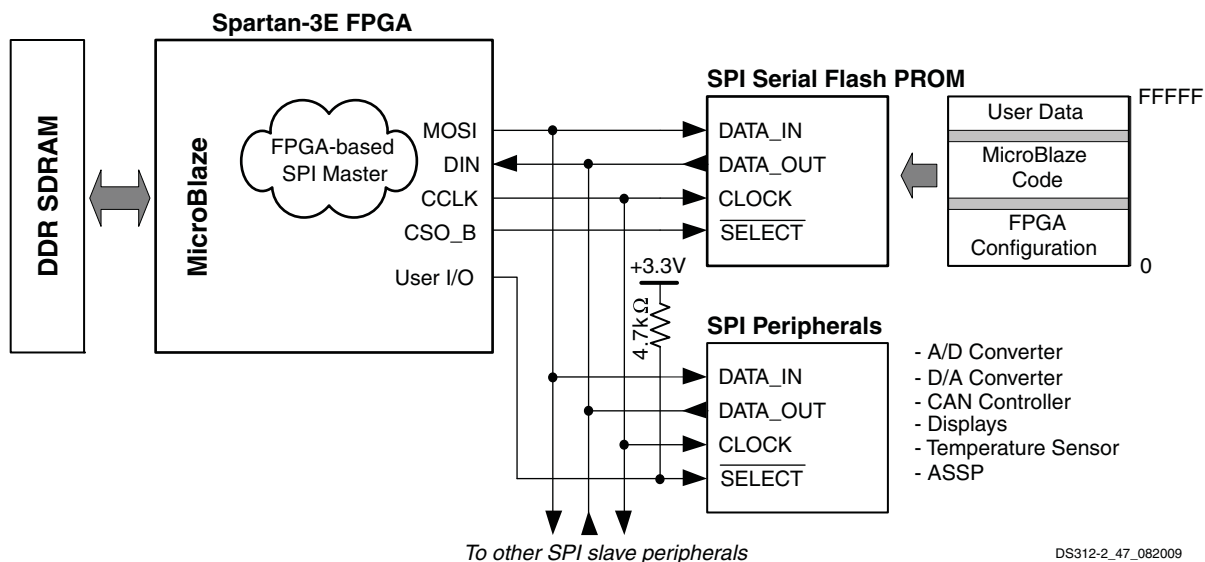 Spartan-3E FPGA
DDR SDRAM
MicroBlaze
FPGA-based
SPI Master
MOSI
DIN
CCLK
CSO_B
User I/O
SPI Serial Flash PROM
DATA_IN
DATA_OUT
CLOCK
SELECT
User Data
MicroBlaze
Code
FPGA
Configuration
FFFFF
0
+3.3V
4.7kΩ
SPI Peripherals
DATA_IN
DATA_OUT
CLOCK
SELECT
- A/D Converter
- D/A Converter
- CAN Controller
- Displays
- Temperature Sensor
- ASSP
To other SPI slave peripherals
DS312-2_47_082009